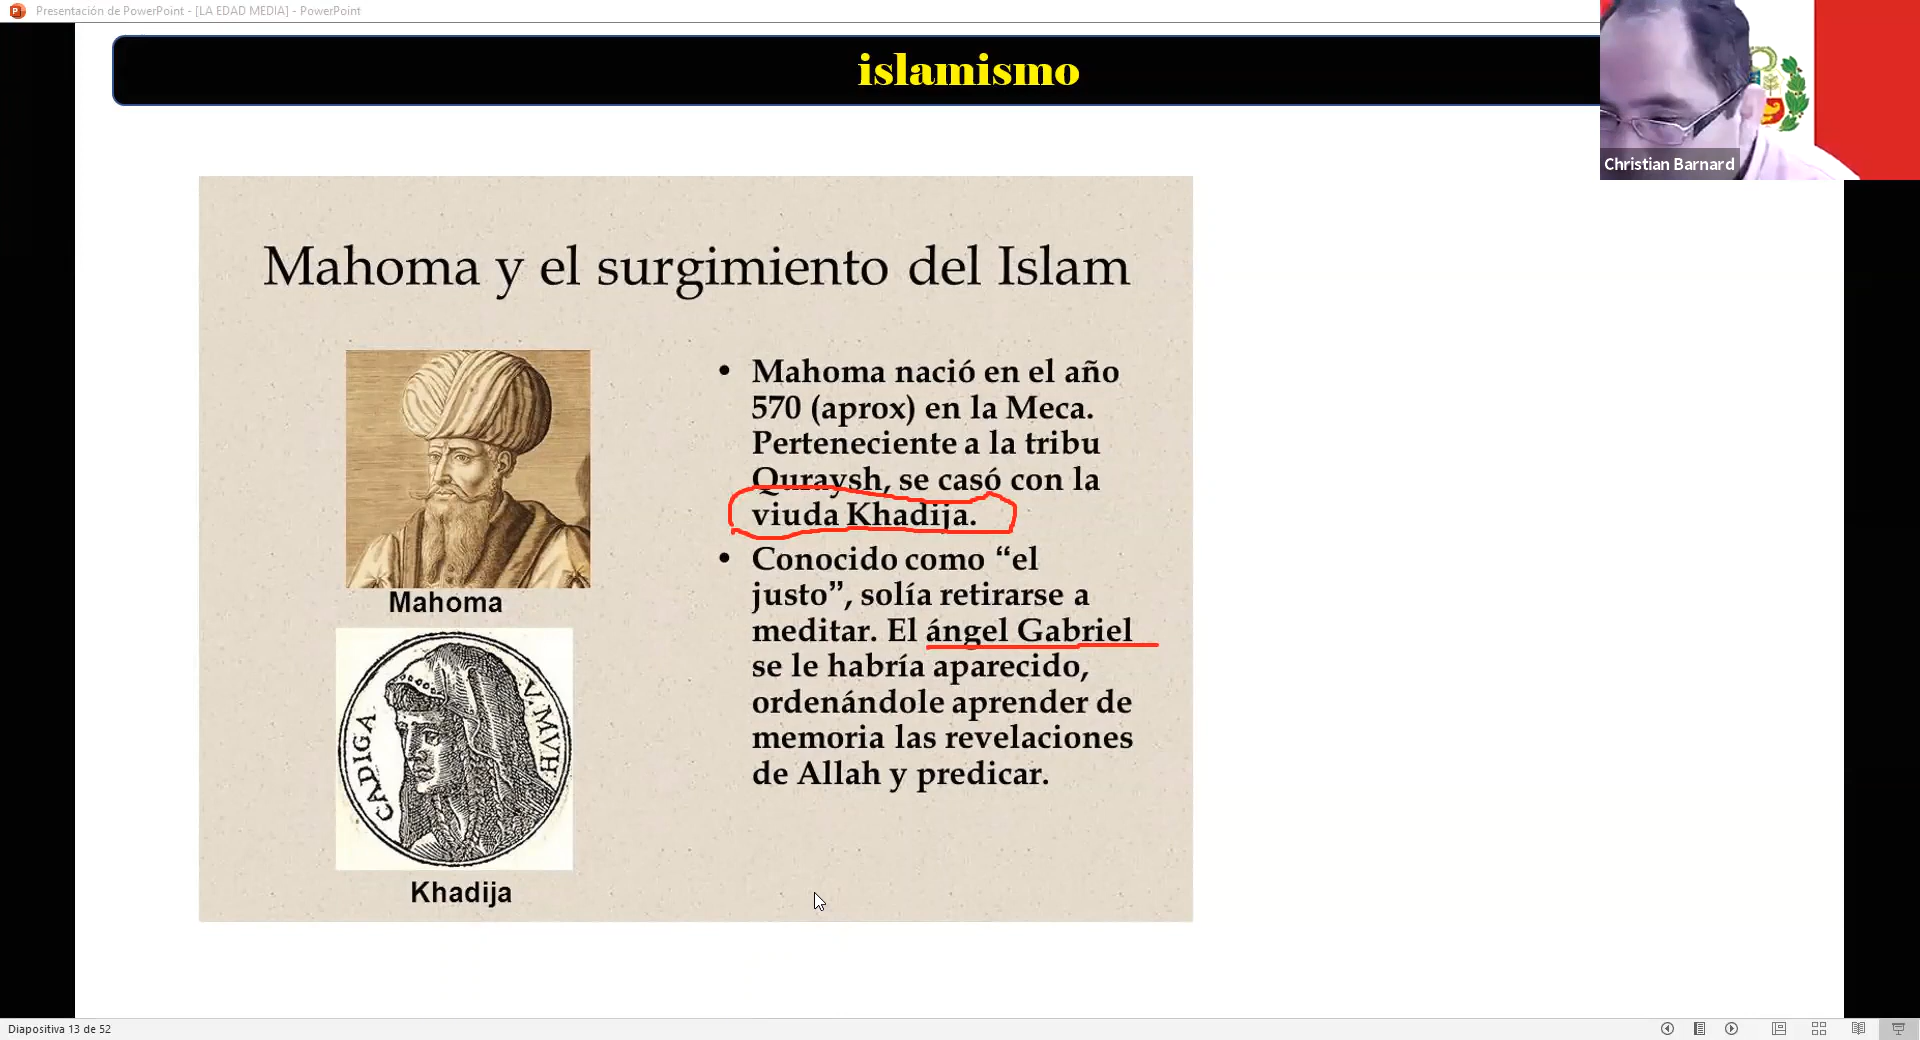 Presentación de PowerPoint - [LA EDAD MEDIA] - PowerPoint
islamismo
Christian Barnard
Mahoma y el surgimiento del Islam
• Mahoma nació en el año
570 (aprox) en la Meca.
Perteneciente a la tribu
Quraysh, se casó con la
viuda Khadija.
• Conocido como “el
justo”, solía retirarse a
meditar. El ángel Gabriel
se le habría aparecido,
ordenándole aprender de
memoria las revelaciones
de Allah y predicar.
Mahoma
CADIGA V. MVH.
Khadija
Diapositiva 13 de 52